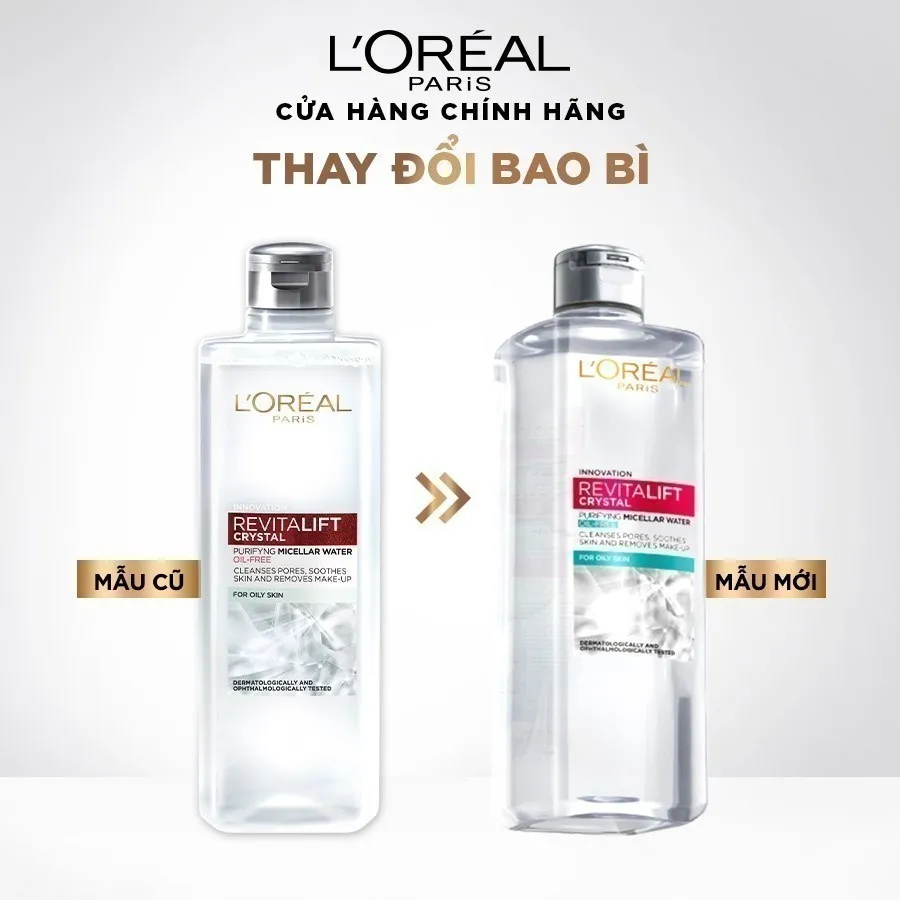 L'ORÉAL
PARiS
CỬA HÀNG CHÍNH HÃNG
THAY ĐỔI BAO BÌ
L'ORÉAL
PARiS
INNOVATION
REVITALIFT
CRYSTAL
PURIFYNG MICELLAR WATER
OIL-FREE
CLEANSES PORES, SOOTHES
SKIN AND REMOVES MAKE-UP
FOR OILY SKIN
DERMATOLOGICALLY AND
OPHTHALMOLOGICALLY TESTED
MẪU CŨ
L'ORÉAL
PARiS
INNOVATION
REVITALIFT
CRYSTAL
PURIFYING MICELLAR WATER
OIL-FREE
CLEANSES PORES, SOOTHES
SKIN AND REMOVES MAKE-UP
FOR OILY SKIN
DERMATOLOGICALLY AND
OPHTHALMOLOGICALLY TESTED
MẪU MỚI